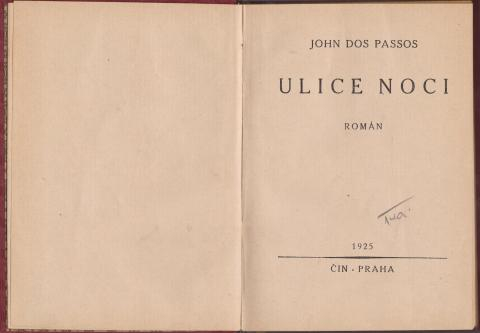 JOHN DOS PASSOS
ULICE NOCI
ROMÁN
1925
ČIN - PRAHA